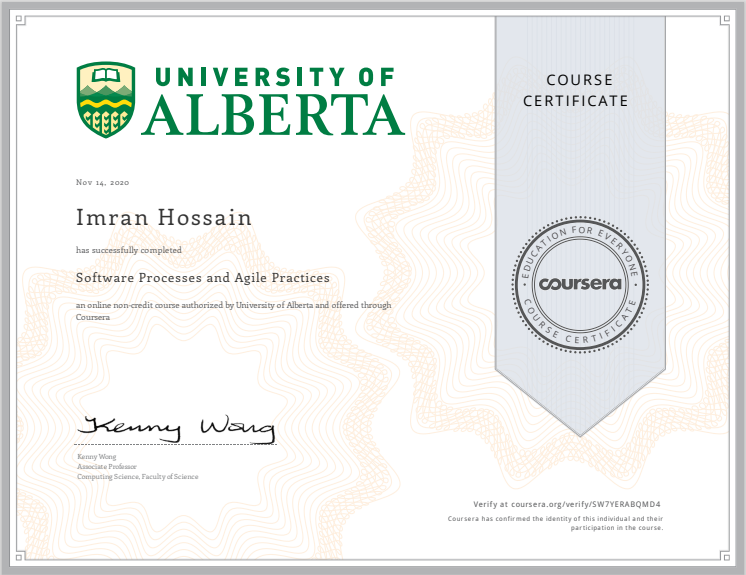 UNIVERSITY OF
ALBERTA
COURSE
CERTIFICATE
Nov 14, 2020
Imran Hossain
has successfully completed
Software Processes and Agile Practices
an online non-credit course authorized by University of Alberta and offered through
Coursera
EDUCATION FOR EVERYONE
coursera
COURSE CERTIFICATE
Kenny Wong
Kenny Wong
Associate Professor
Computing Science, Faculty of Science
Verify at coursera.org/verify/SW7YERABQMD4
Coursera has confirmed the identity of this individual and their
participation in the course.